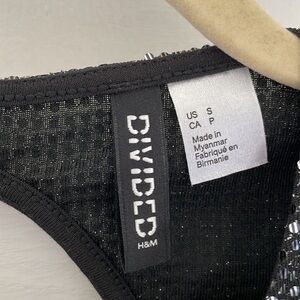 DIVIDED
H&M
US S
CA P
Made in
Myanmar
Fabriqué en
Birmanie